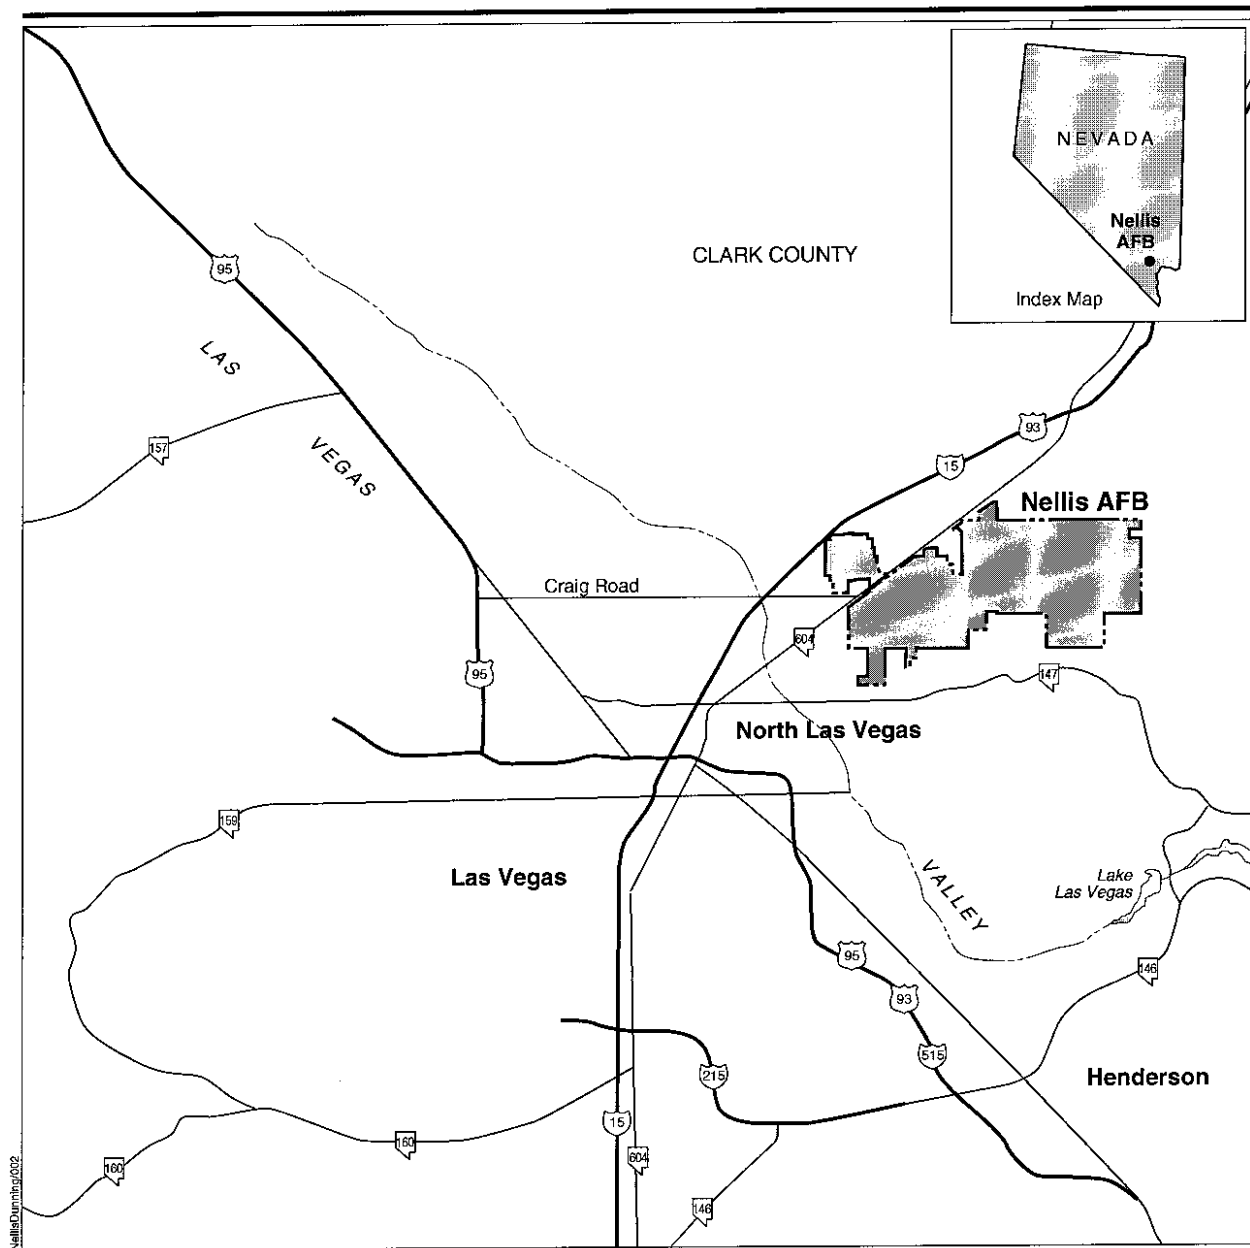 NEVADA
Nellis
AFB
Index Map
CLARK COUNTY
95
LAS
VEGAS
157
93
15
Nellis AFB
Craig Road
604
95
147
North Las Vegas
159
Las Vegas
VALLEY
Lake
Las Vegas
95
146
93
515
Henderson
215
15
160
604
160
146
NellisDunning/002